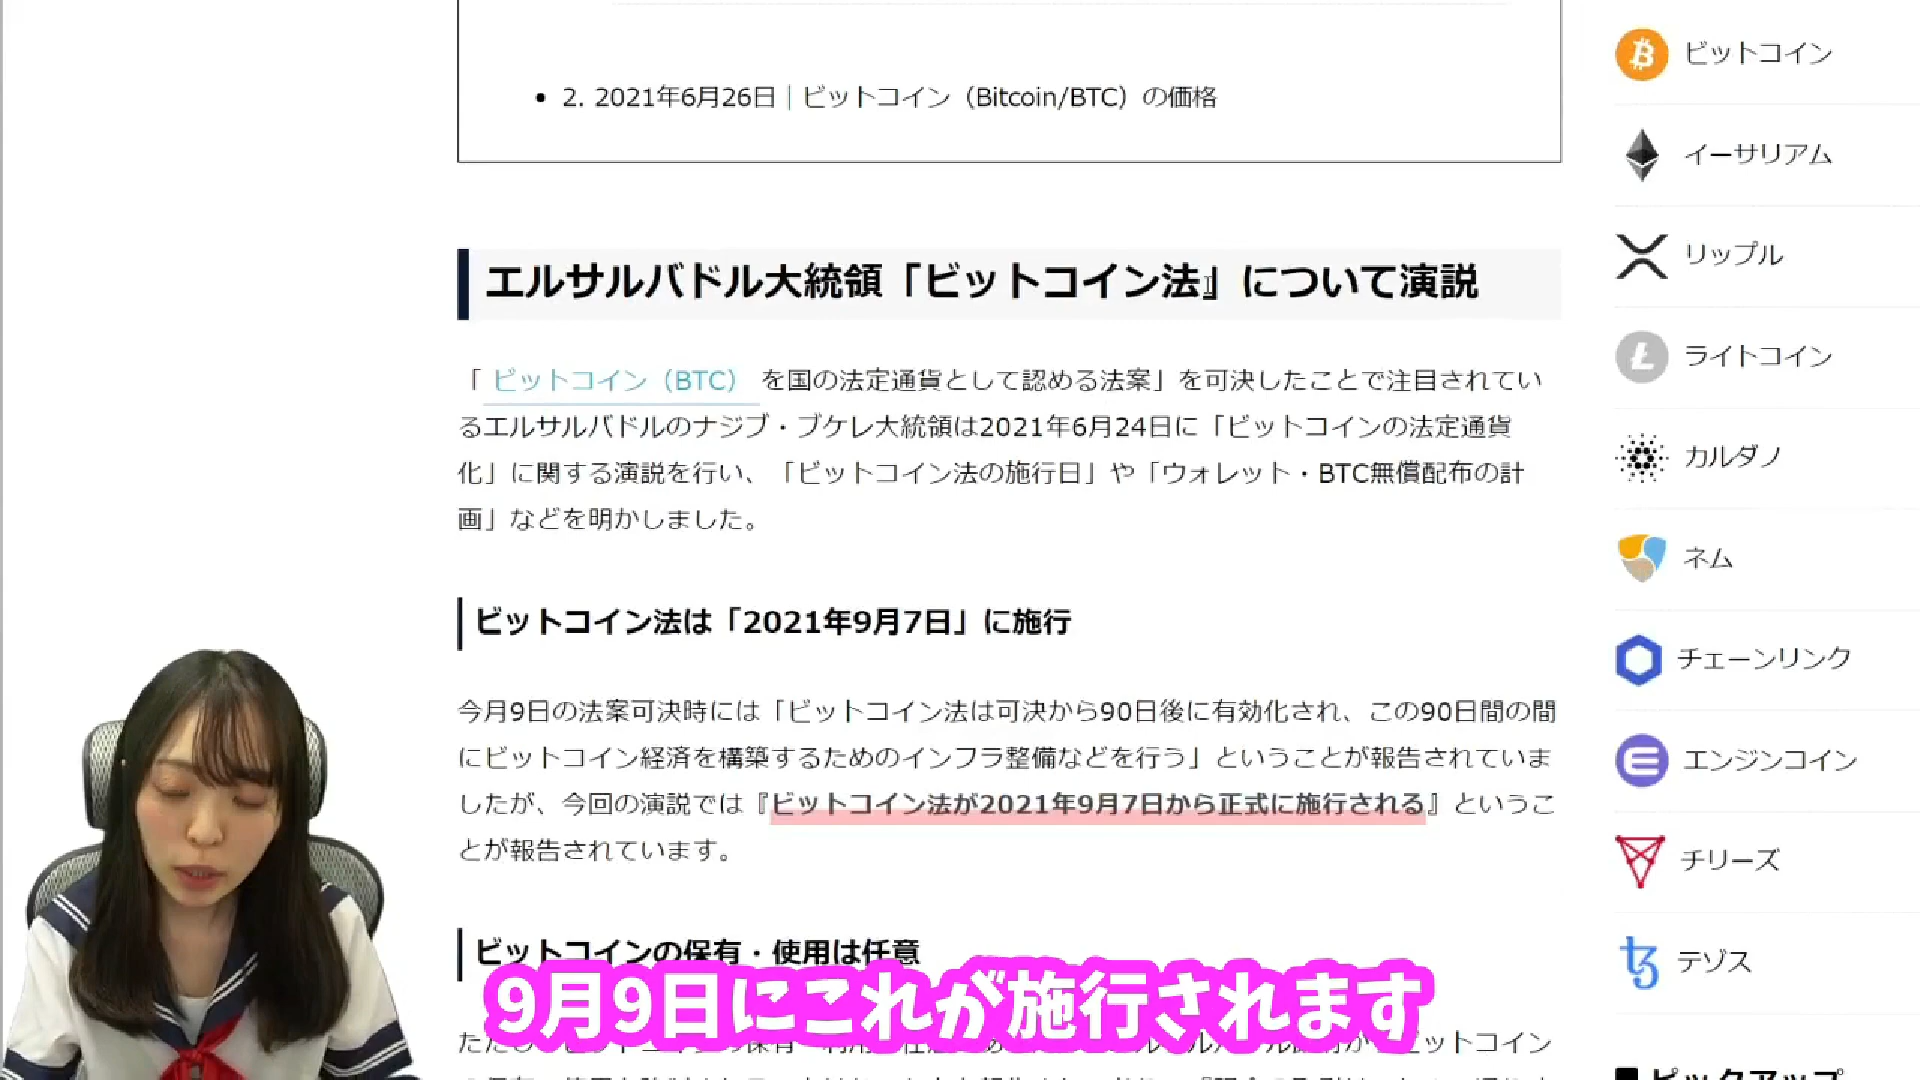 2. 2021年6月26日｜ビットコイン（Bitcoin/BTC）の価格
エルサルバドル大統領「ビットコイン法」について演説
「ビットコイン（BTC）を国の法定通貨として認める法案」を可決したことで注目されてい
るエルサルバドルのナジブ・ブケレ大統領は2021年6月24日に「ビットコインの法定通貨
化」に関する演説を行い、「ビットコイン法の施行日」や「ウォレット・BTC無償配布の計
画」などを明かしました。
ビットコイン法は「2021年9月7日」に施行
今月9日の法案可決時には「ビットコイン法は可決から90日後に有効化され、この90日間の間
にビットコイン経済を構築するためのインフラ整備などを行う」ということが報告されていま
したが、今回の演説では『ビットコイン法が2021年9月7日から正式に施行される』というこ
とが報告されています。
ビットコインの保有・使用は任意
9月9日にこれが施行されます
ビットコイン
ビットコイン
イーサリアム
リップル
ライトコイン
カルダノ
ネム
チェーンリンク
エンジンコイン
チリーズ
テゾス
ピックアップ